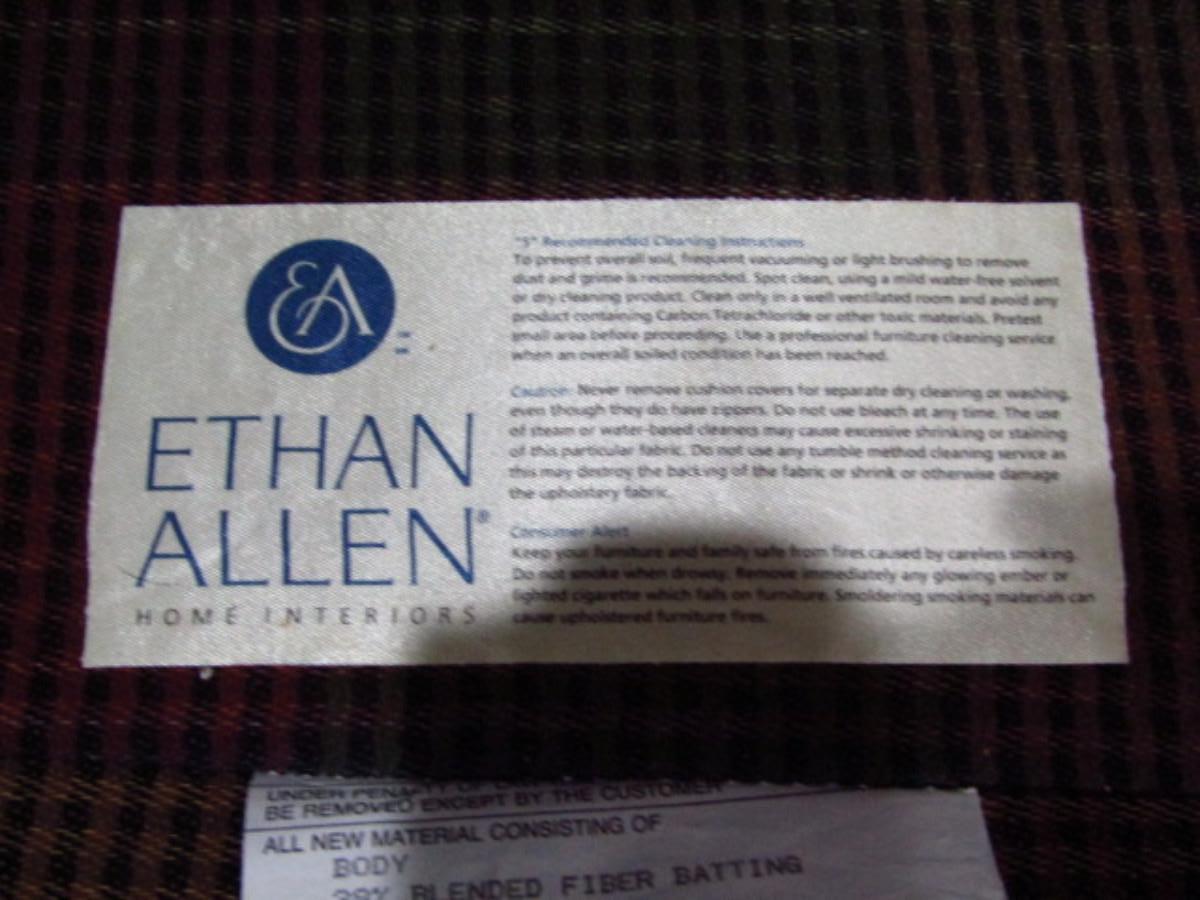 EA
ETHAN
ALLEN®
HOME INTERIORS
"S" Recommended Cleaning Instructions
To prevent overall soil, frequent vacuuming or light brushing to remove
dust and grime is recommended. Spot clean, using a mild water-free solvent
or dry cleaning product. Clean only in a well ventilated room and avoid any
product containing Carbon Tetrachloride or other toxic materials. Pretest
small area before proceeding. Use a professional furniture cleaning service
when an overall soiled condition has been reached.
Caution: Never remove cushion covers for separate dry cleaning or washing,
even though they do have zippers. Do not use bleach at any time. The use
of steam or water-based cleaners may cause excessive shrinking or staining
of this particular fabric. Do not use any tumble method cleaning service as
this may destroy the backing of the fabric or shrink or otherwise damage
the upholstery fabric.
Consumer Alert
Keep your furniture and family safe from fires caused by careless smoking.
Do not smoke when drowsy. Remove immediately any glowing ember or
lighted cigarette which falls on furniture. Smoldering smoking materials can
cause upholstered furniture fires.
UNDER PENALTY OF
BE REMOVED EXCEPT BY THE CUSTOMER
ALL NEW MATERIAL CONSISTING OF
BODY
BLENDED FIBER BATTING